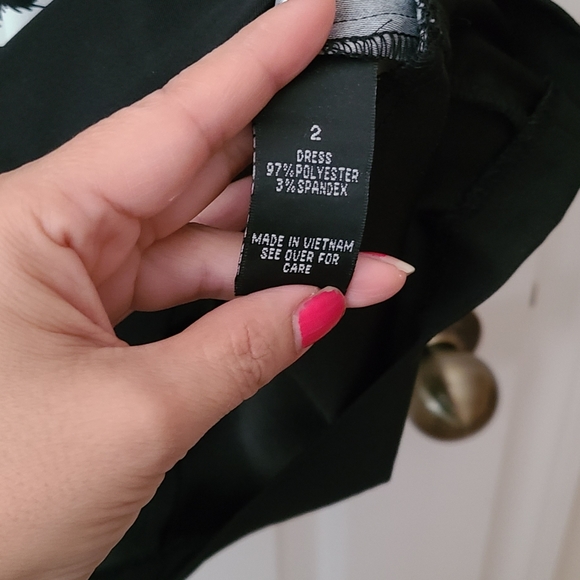 2
DRESS
97%POLYESTER
3%SPANDEX
MADE IN VIETNAM
SEE OVER FOR
CARE